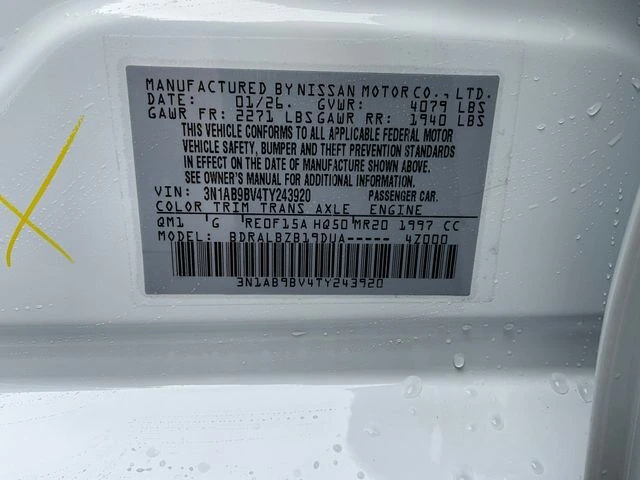 MANUFACTURED BY NISSAN MOTOR CO., LTD.
DATE: 01/26. GVWR: 4079 LBS
GAWR FR: 2271 LBS GAWR RR: 1940 LBS
THIS VEHICLE CONFORMS TO ALL APPLICABLE FEDERAL MOTOR
VEHICLE SAFETY, BUMPER AND THEFT PREVENTION STANDARDS
IN EFFECT ON THE DATE OF MANUFACTURE SHOWN ABOVE.
SEE OWNER'S MANUAL FOR ADDITIONAL INFORMATION.
VIN: 3N1AB9BV4TY243920 PASSENGER CAR.
COLOR TRIM TRANS AXLE ENGINE
QM1 G RE0F15A HQ50 MR20 1997 CC
MODEL: BDRALBZB19DUA----- 4Z000
3N1AB9BV4TY243920